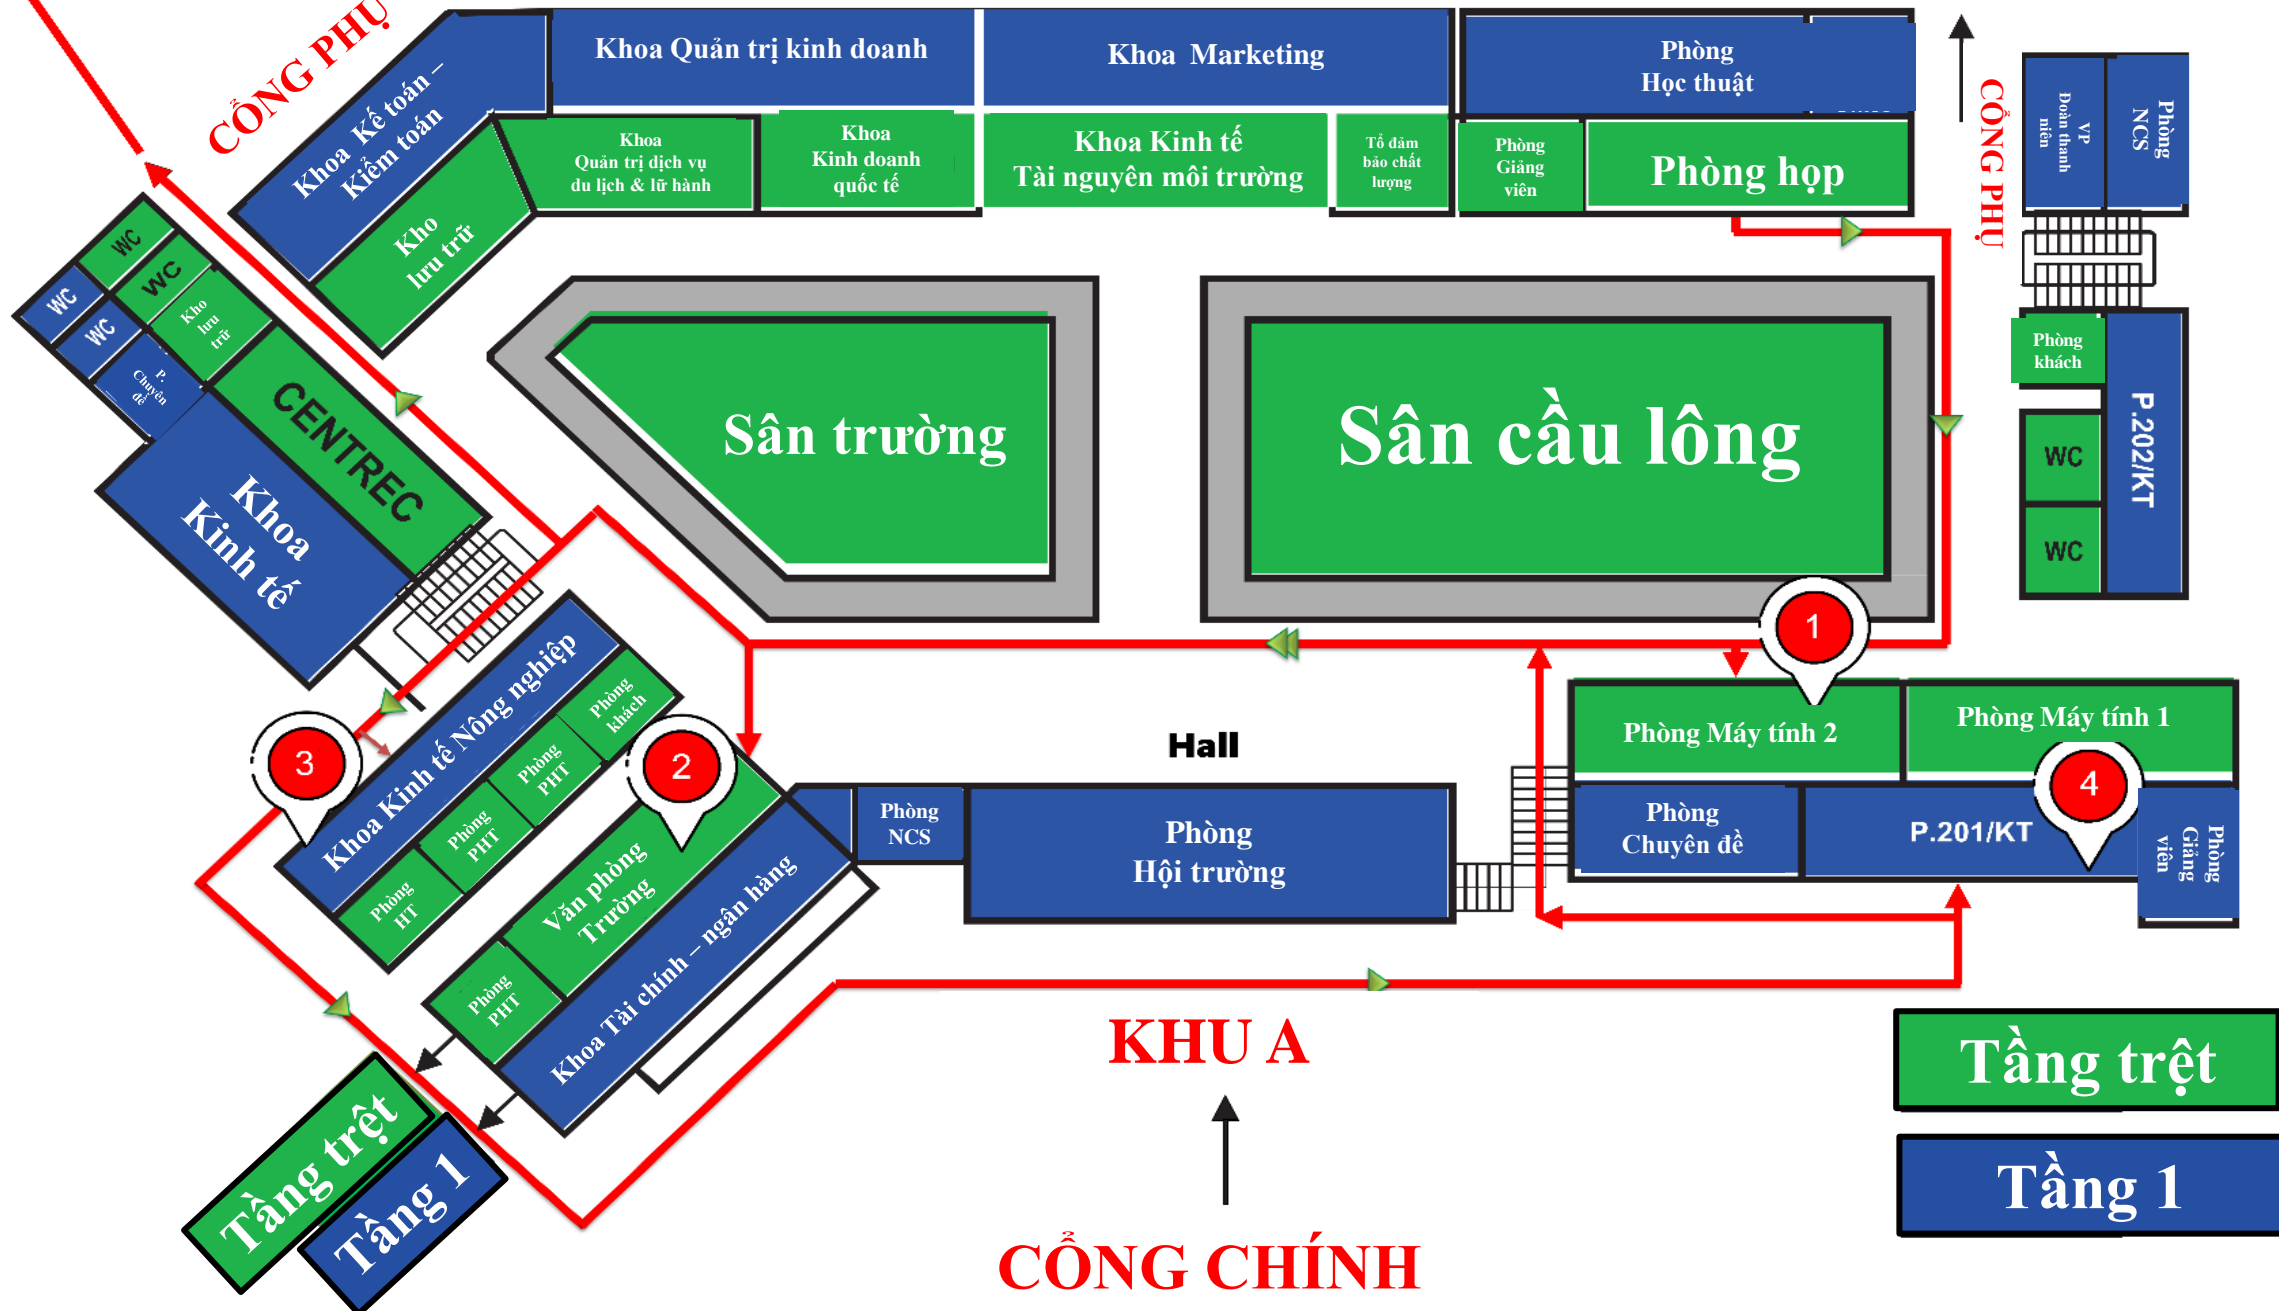 CỔNG PHỤ
Khoa Kế toán –
Kiểm toán
Khoa Quản trị kinh doanh
Khoa  Marketing
Phòng
Học thuật
CỔNG PHỤ
VP
Đoàn thanh
niên
Phòng
NCS
Kho
lưu trữ
Khoa
Quản trị dịch vụ
du lịch & lữ hành
Khoa
Kinh doanh
quốc tế
Khoa Kinh tế
Tài nguyên môi trường
Tổ đảm
bảo chất
lượng
Phòng
Giảng
viên
Phòng họp
WC
WC
WC
WC
Kho
lưu
trữ
P.
Chuyên
đề
CENTREC
Khoa
Kinh tế
Sân trường
Sân cầu lông
Phòng
khách
P.202/KT
WC
WC
1
Khoa Kinh tế Nông nghiệp
Phòng
khách
Phòng
PHT
Phòng
PHT
Phòng
HT
3
2
Văn phòng
Trường
Phòng
PHT
Khoa Tài chính – ngân hàng
Hall
Phòng
NCS
Phòng
Hội trường
Phòng Máy tính 2
Phòng Máy tính 1
4
Phòng
Chuyên đề
P.201/KT
Phòng
Giảng
viên
KHU A
Tầng trệt
Tầng 1
Tầng trệt
Tầng 1
CỔNG CHÍNH